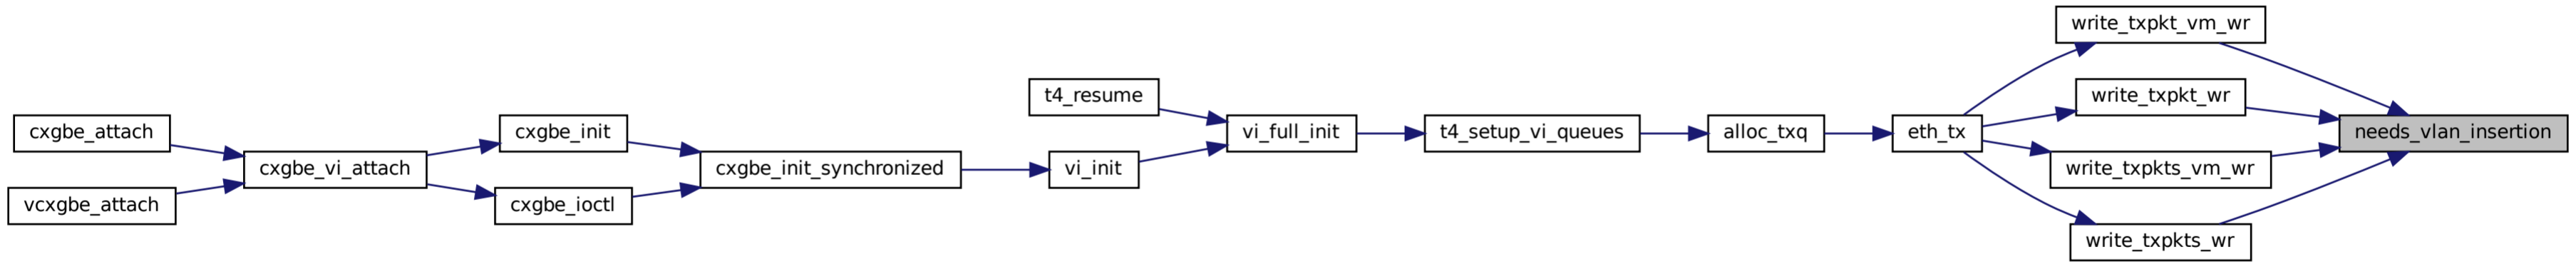 write_txpkt_vm_wr
t4_resume
write_txpkt_wr
cxgbe_attach
cxgbe_init
vi_full_init
t4_setup_vi_queues
alloc_txq
eth_tx
needs_vlan_insertion
cxgbe_vi_attach
cxgbe_init_synchronized
vi_init
write_txpkts_vm_wr
vcxgbe_attach
cxgbe_ioctl
write_txpkts_wr